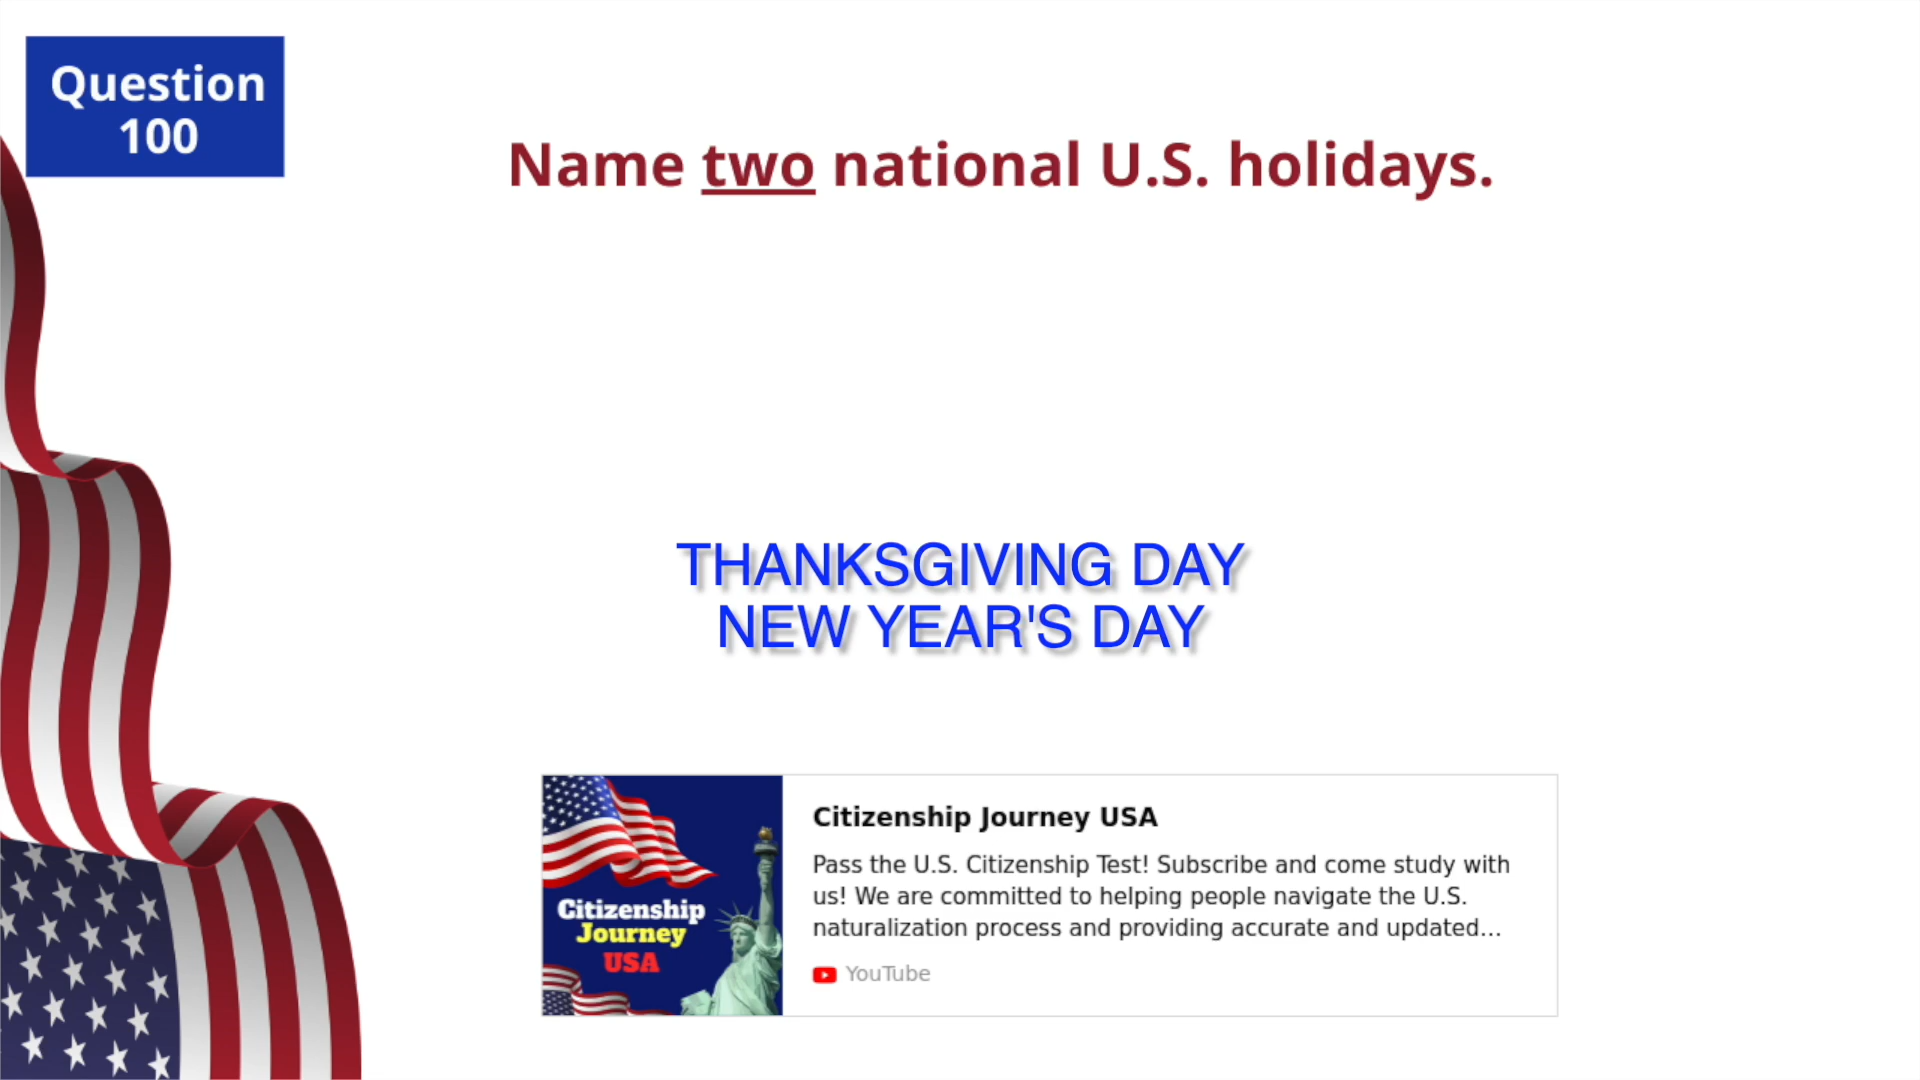 Question
100
Name two national U.S. holidays.
THANKSGIVING DAY
NEW YEAR'S DAY
Citizenship
Journey
USA
Citizenship Journey USA
Pass the U.S. Citizenship Test! Subscribe and come study with
us! We are committed to helping people navigate the U.S.
naturalization process and providing accurate and updated...
YouTube